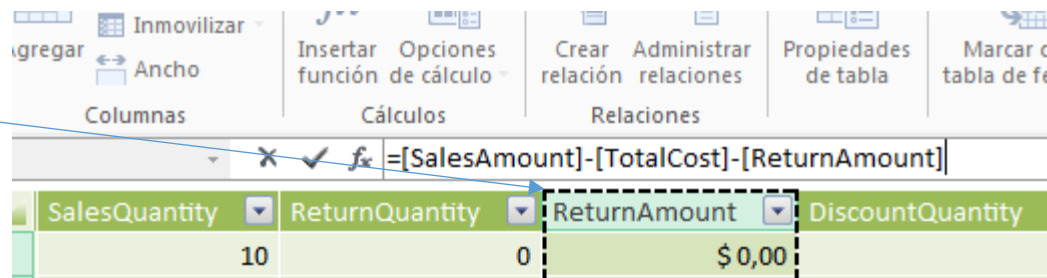 Inmovilizar
Agregar
Ancho
Columnas
Insertar función
Opciones de cálculo
Cálculos
Crear relación
Administrar relaciones
Relaciones
Propiedades de tabla
Marcar
tabla de
fx =[SalesAmount]-[TotalCost]-[ReturnAmount]
SalesQuantity ReturnQuantity ReturnAmount DiscountQuantity
10 0 $ 0,00